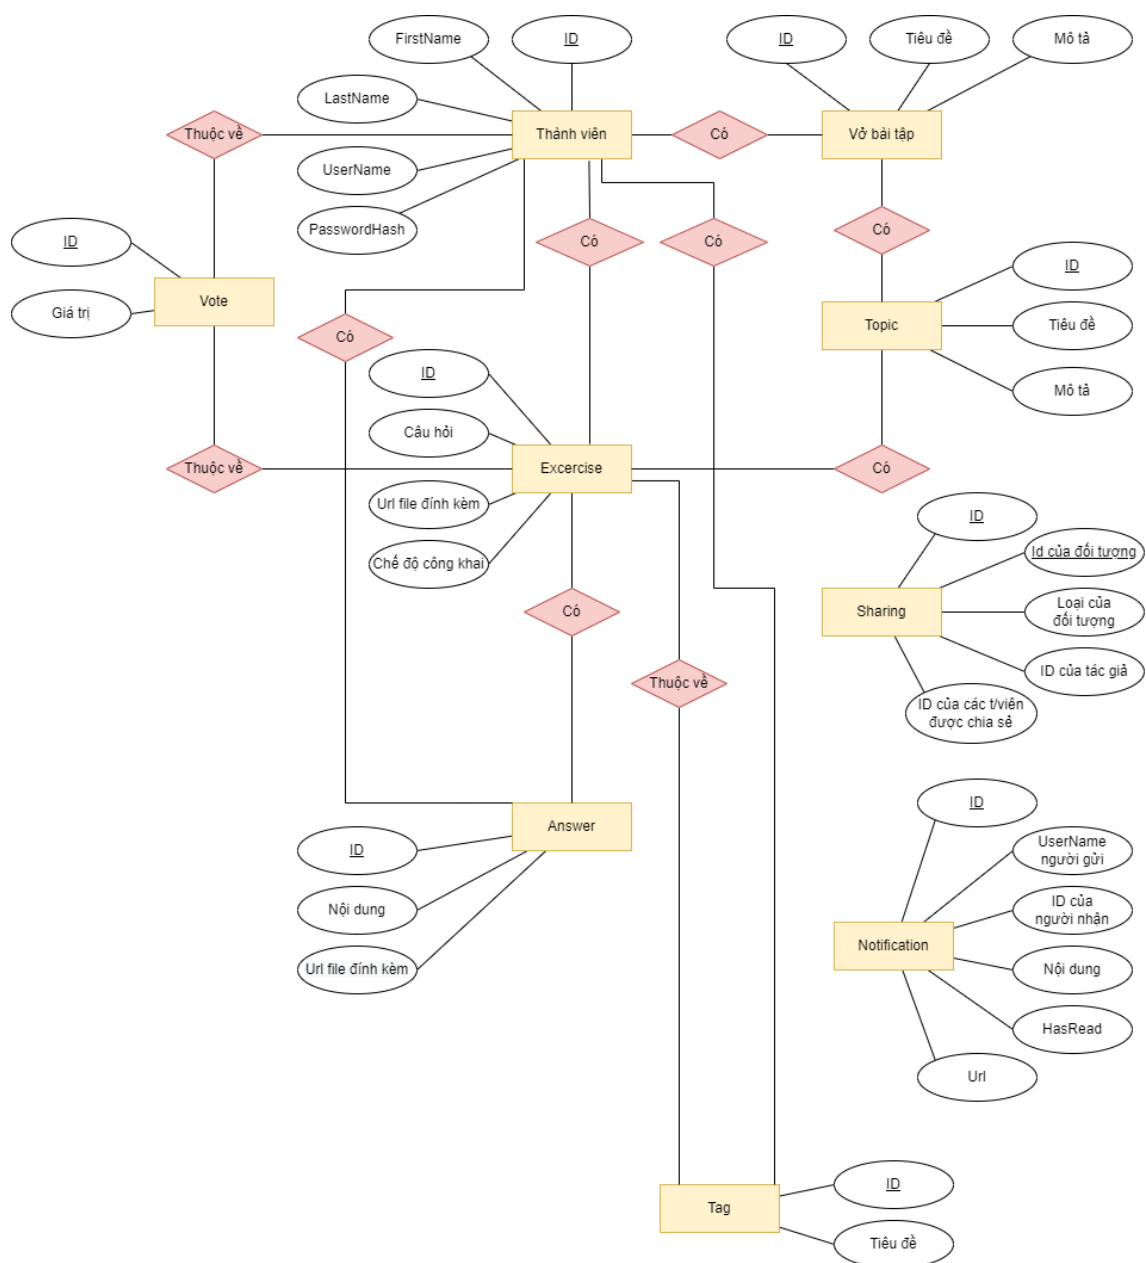 FirstName
ID
ID
Tiêu đề
Mô tả
LastName
Thuộc về
Thành viên
Có
Vở bài tập
UserName
PasswordHash
ID
Có
Có
Có
ID
Vote
Giá trị
Topic
Tiêu đề
Có
ID
Mô tả
Câu hỏi
Thuộc về
Excercise
Có
Url file đính kèm
ID
Id của đối tượng
Chế độ công khai
Có
Sharing
Loại của
đối tượng
ID của tác giả
Thuộc về
ID của các t/viên
được chia sẻ
ID
Answer
ID
UserName
người gửi
Nội dung
ID của
người nhận
Notification
Url file đính kèm
Nội dung
HasRead
Url
ID
Tag
Tiêu đề